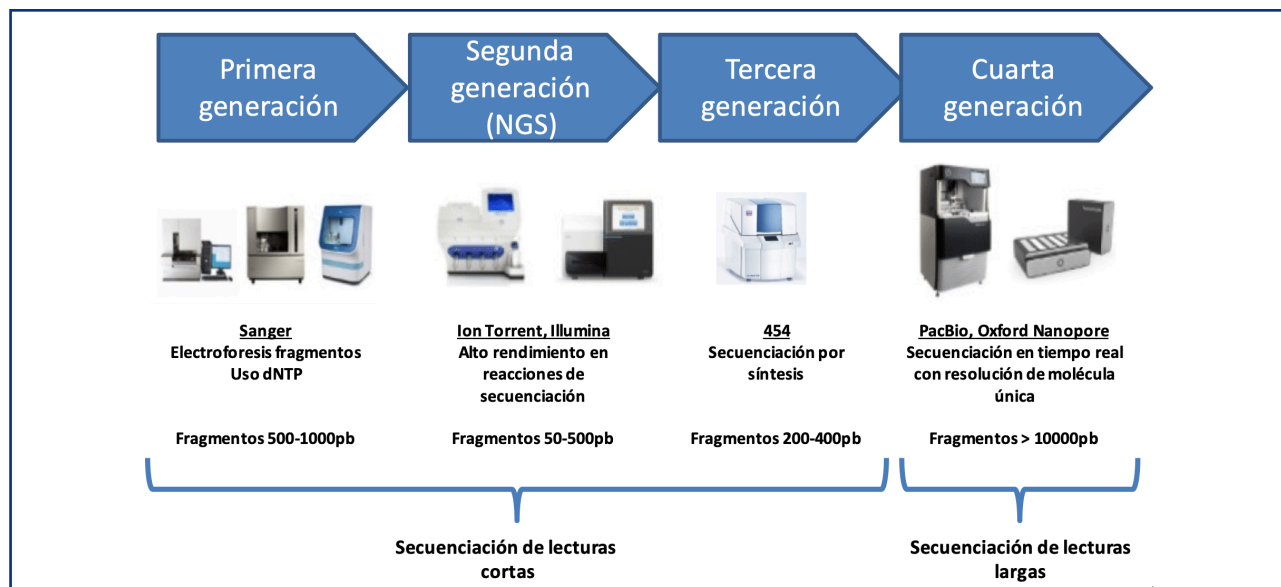 Primera
generación
Segunda
generación
(NGS)
Tercera
generación
Cuarta
generación
Sanger
Electroforesis fragmentos
Uso dNTP
Fragmentos 500-1000pb
Ion Torrent, Illumina
Alto rendimiento en
reacciones de
secuenciación
Fragmentos 50-500pb
454
Secuenciación por
síntesis
Fragmentos 200-400pb
PacBio, Oxford Nanopore
Secuenciación en tiempo real
con resolución de molécula
única
Fragmentos > 10000pb
Secuenciación de lecturas
cortas
Secuenciación de lecturas
largas